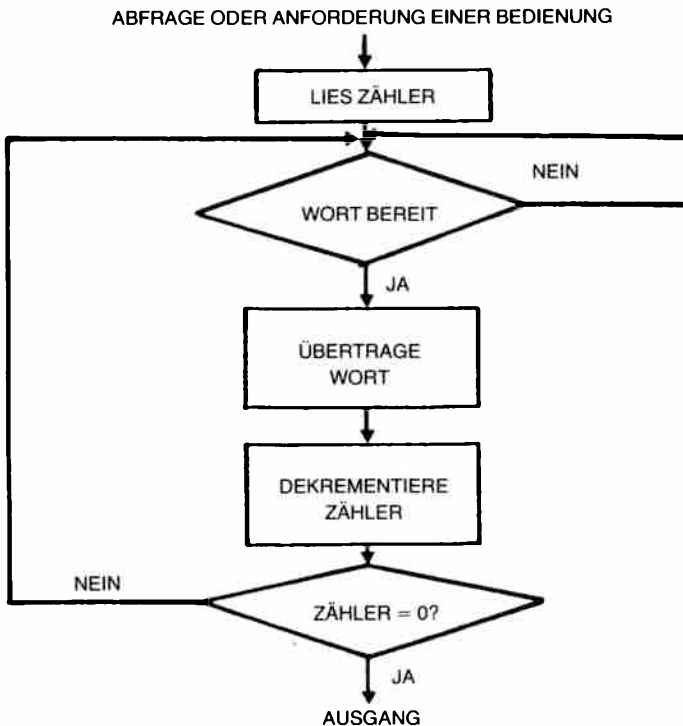 ABFRAGE ODER ANFORDERUNG EINER BEDIENUNG
LIES ZÄHLER
NEIN
WORT BEREIT
JA
ÜBERTRAGE
WORT
DEKREMENTIERE
ZÄHLER
NEIN
ZÄHLER = 0?
JA
AUSGANG